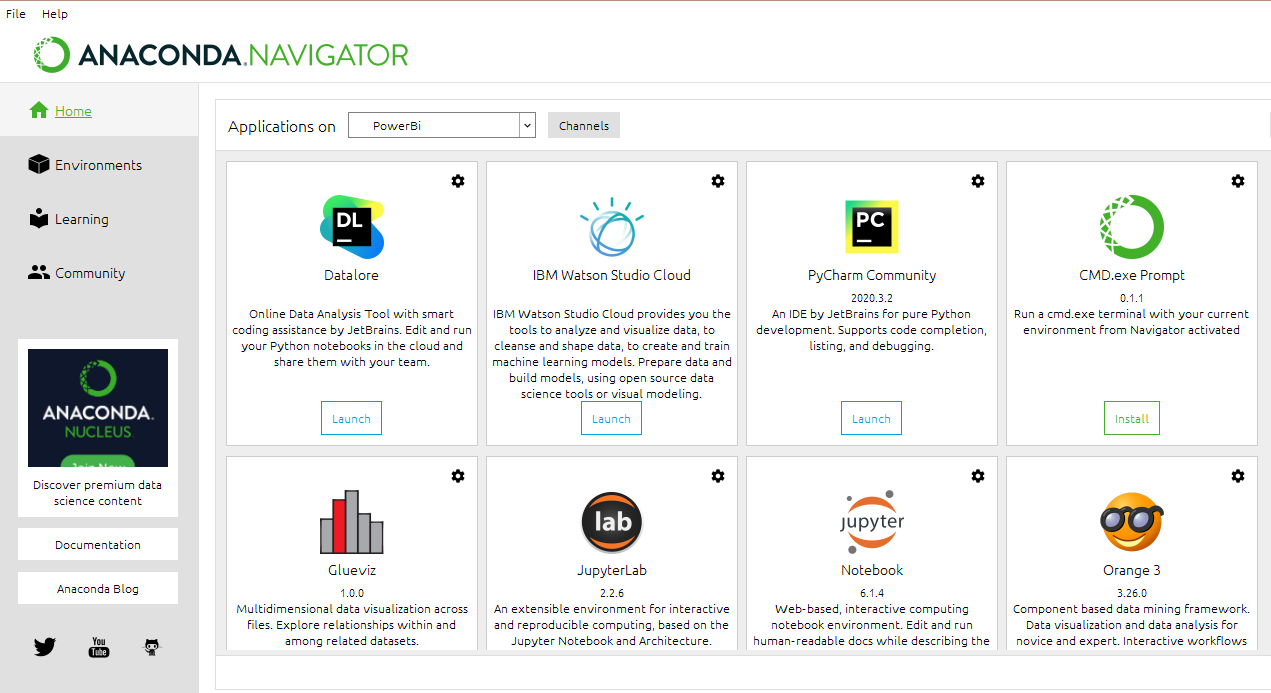 File Help
ANACONDA.NAVIGATOR
Home
Environments
Learning
Community
ANACONDA.
NUCLEUS
Join Now
Discover premium data
science content
Documentation
Anaconda Blog
You
Tube
Applications on PowerBi Channels
DL
Datalore
Online Data Analysis Tool with smart
coding assistance by JetBrains. Edit and run
your Python notebooks in the cloud and
share them with your team.
Launch
IBM Watson Studio Cloud
IBM Watson Studio Cloud provides you the
tools to analyze and visualize data, to
cleanse and shape data, to create and train
machine learning models. Prepare data and
build models, using open source data
science tools or visual modeling.
Launch
PC
PyCharm Community
2020.3.2
An IDE by JetBrains for pure Python
development. Supports code completion,
listing, and debugging.
Launch
CMD.exe Prompt
0.1.1
Run a cmd.exe terminal with your current
environment from Navigator activated
Install
Glueviz
1.0.0
Multidimensional data visualization across
files. Explore relationships within and
among related datasets.
lab
JupyterLab
2.2.6
An extensible environment for interactive
and reproducible computing, based on the
Jupyter Notebook and Architecture.
jupyter
Notebook
6.1.4
Web-based, interactive computing
notebook environment. Edit and run
human-readable docs while describing the
Orange 3
3.26.0
Component based data mining framework.
Data visualization and data analysis for
novice and expert. Interactive workflows